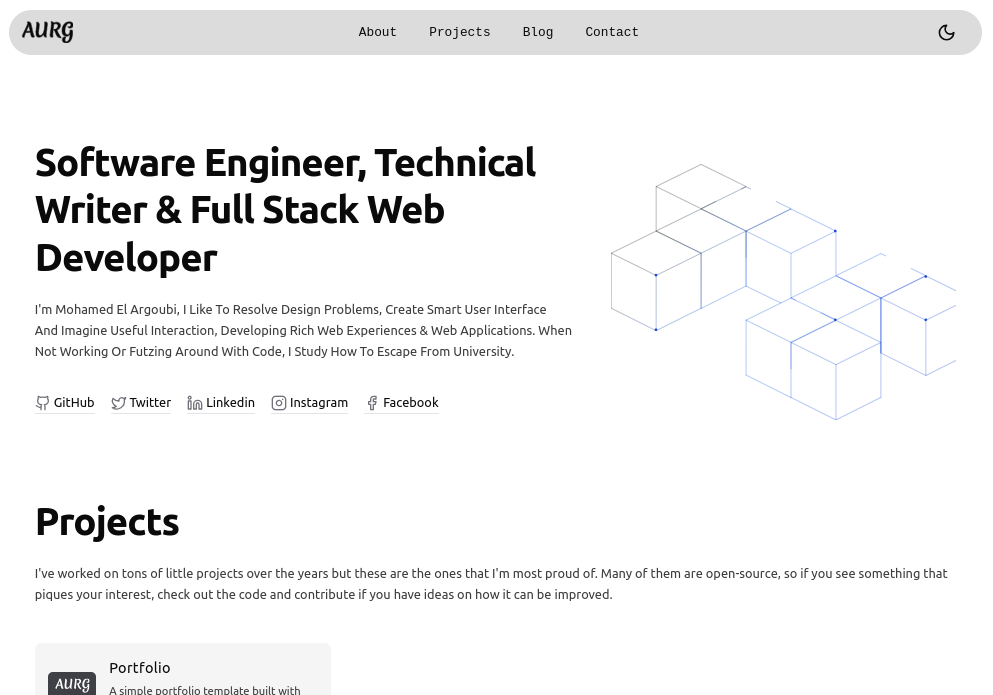 AURG
About Projects Blog Contact
Software Engineer, Technical
Writer & Full Stack Web
Developer
I'm Mohamed El Argoubi, I Like To Resolve Design Problems, Create Smart User Interface
And Imagine Useful Interaction, Developing Rich Web Experiences & Web Applications. When
Not Working Or Futzing Around With Code, I Study How To Escape From University.
GitHub Twitter Linkedin Instagram Facebook
Projects
I've worked on tons of little projects over the years but these are the ones that I'm most proud of. Many of them are open-source, so if you see something that
piques your interest, check out the code and contribute if you have ideas on how it can be improved.
Portfolio
AURG
A simple portfolio template built with